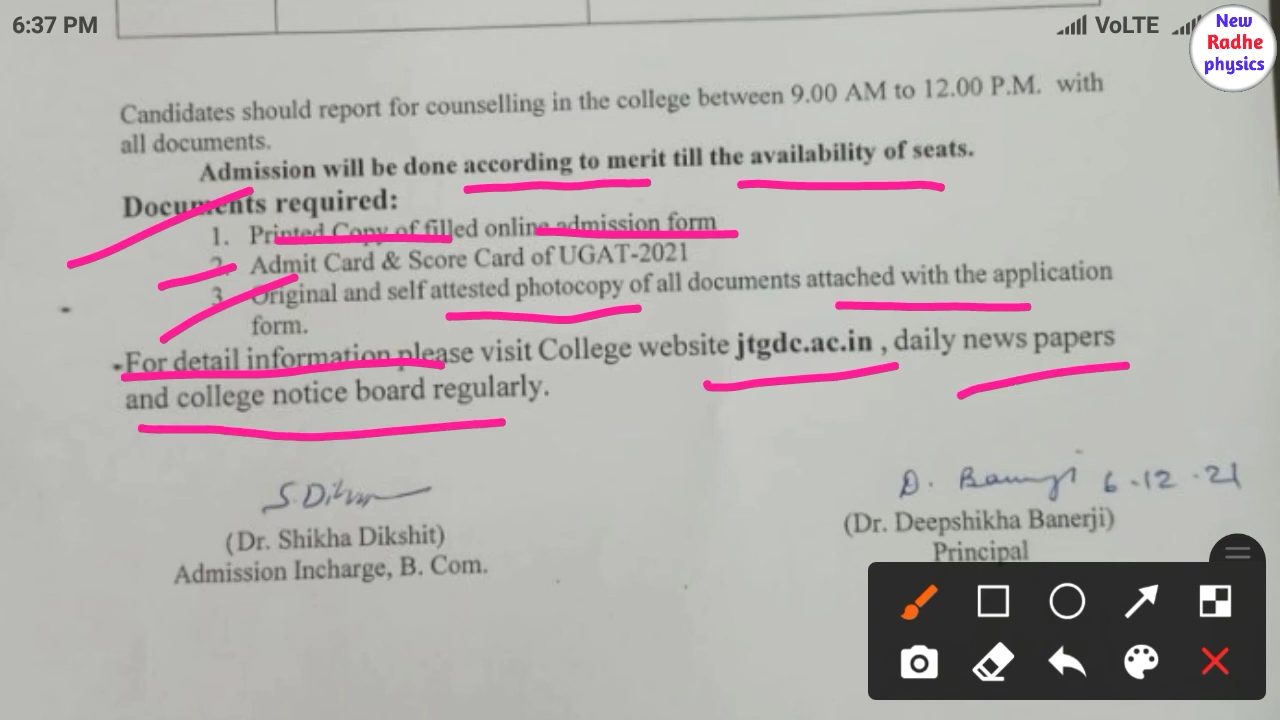 6:37 PM
VoLTE
New
Radhe
physics
Candidates should report for counselling in the college between 9.00 AM to 12.00 P.M. with
all documents.
Admission will be done according to merit till the availability of seats.
Documents required:
1. Printed Copy of filled online admission form
2. Admit Card & Score Card of UGAT-2021
3. Original and self attested photocopy of all documents attached with the application
form.
-For detail information please visit College website jtgdc.ac.in , daily news papers
and college notice board regularly.
D. Banerji 6.12.21
(Dr. Shikha Dikshit)
(Dr. Deepshikha Banerji)
Admission Incharge, B. Com.
Principal